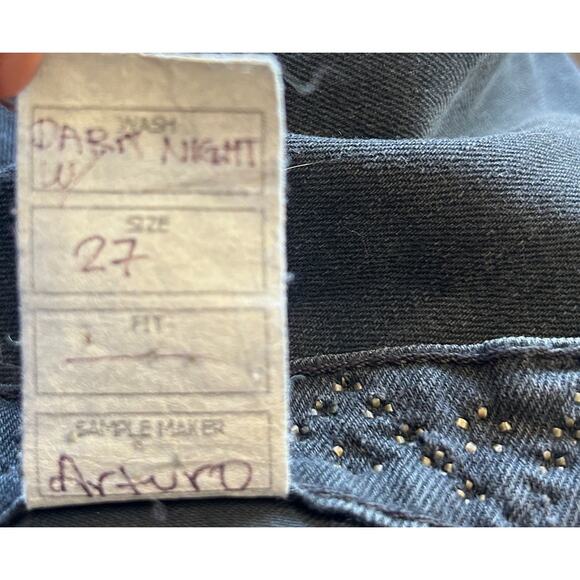 WASH
DARK NIGHT
SIZE
27
FIT
SAMPLE MAKER
Arturo